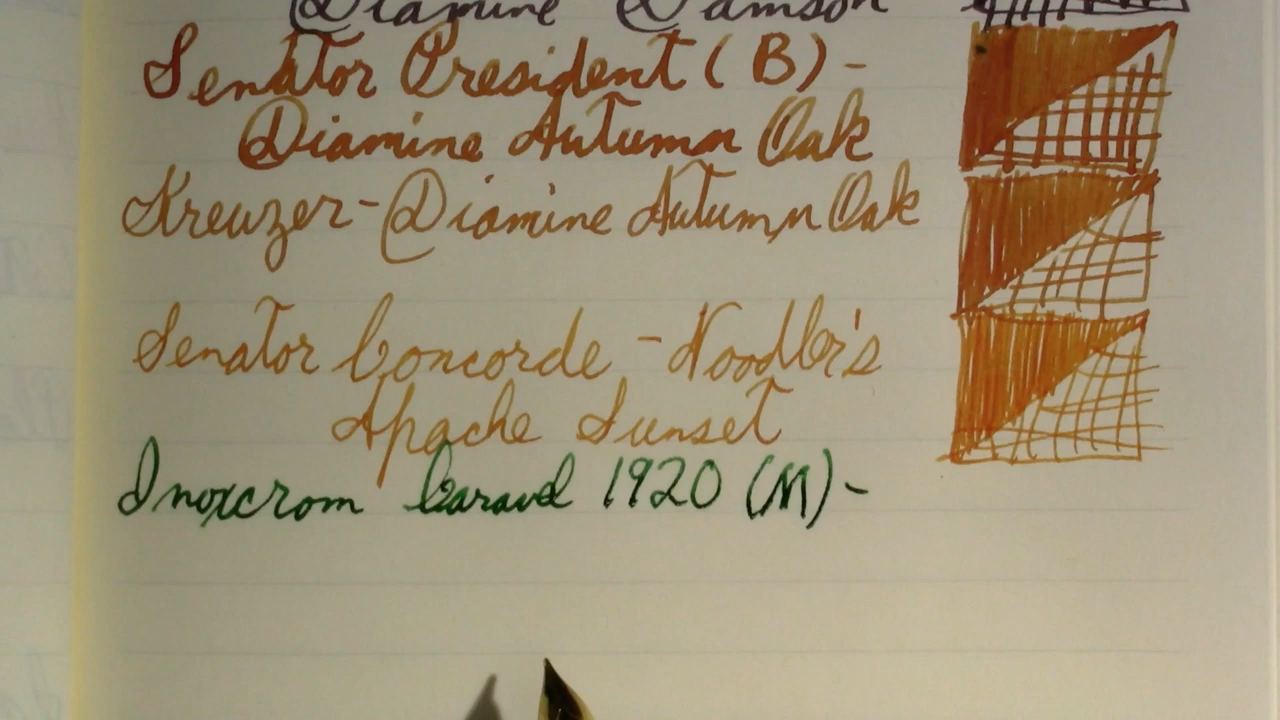 Diamine Damson
Senator President (B) -
Diamine Autumn Oak
Kreuzer - Diamine Autumn Oak
Senator Concorde - Noodler's
Apache Sunset
Inoxcrom Caravel 1920 (M) -